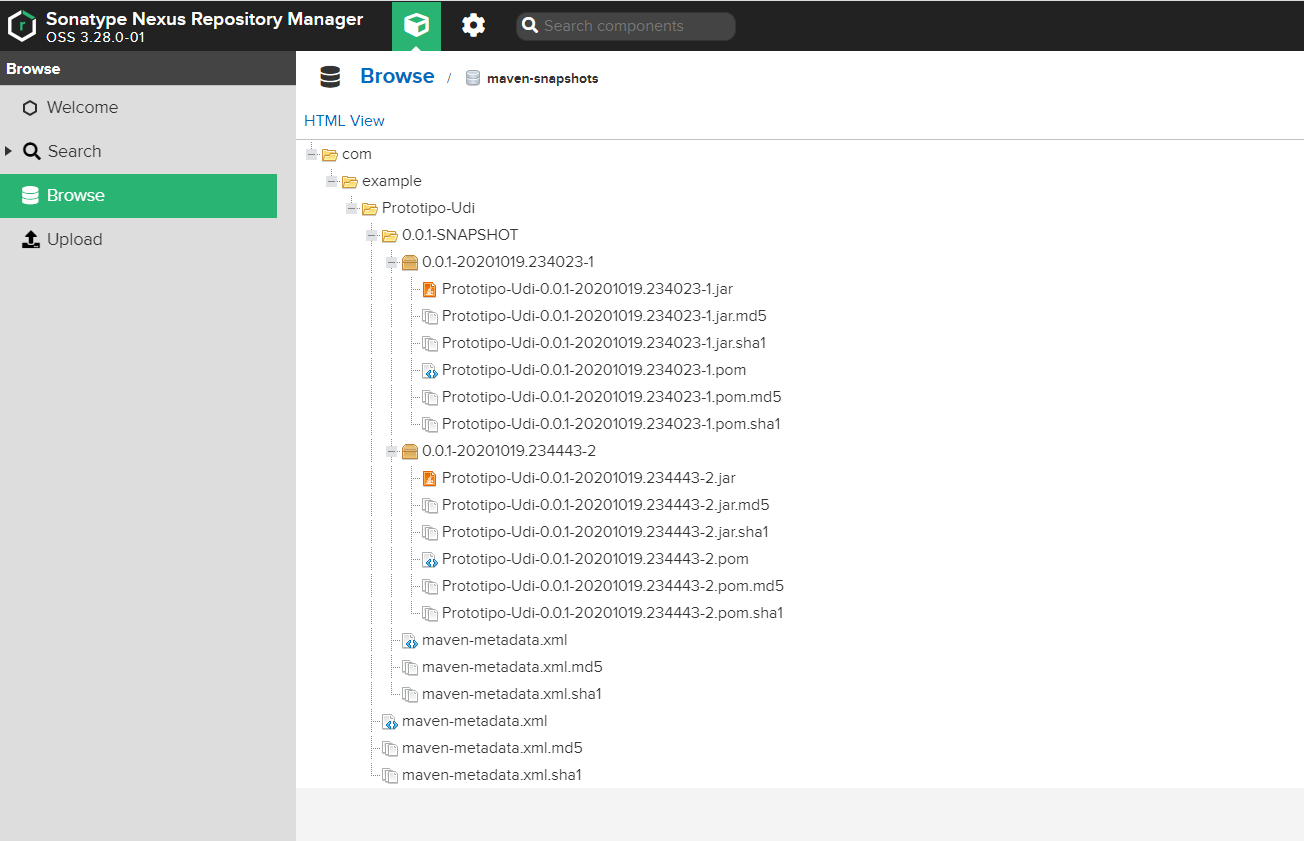 Sonatype Nexus Repository Manager
OSS 3.28.0-01
Search components
Browse
Welcome
Search
Browse
Upload
Browse / maven-snapshots
HTML View
com
example
Prototipo-Udi
0.0.1-SNAPSHOT
0.0.1-20201019.234023-1
Prototipo-Udi-0.0.1-20201019.234023-1.jar
Prototipo-Udi-0.0.1-20201019.234023-1.jar.md5
Prototipo-Udi-0.0.1-20201019.234023-1.jar.sha1
Prototipo-Udi-0.0.1-20201019.234023-1.pom
Prototipo-Udi-0.0.1-20201019.234023-1.pom.md5
Prototipo-Udi-0.0.1-20201019.234023-1.pom.sha1
0.0.1-20201019.234443-2
Prototipo-Udi-0.0.1-20201019.234443-2.jar
Prototipo-Udi-0.0.1-20201019.234443-2.jar.md5
Prototipo-Udi-0.0.1-20201019.234443-2.jar.sha1
Prototipo-Udi-0.0.1-20201019.234443-2.pom
Prototipo-Udi-0.0.1-20201019.234443-2.pom.md5
Prototipo-Udi-0.0.1-20201019.234443-2.pom.sha1
maven-metadata.xml
maven-metadata.xml.md5
maven-metadata.xml.sha1
maven-metadata.xml
maven-metadata.xml.md5
maven-metadata.xml.sha1